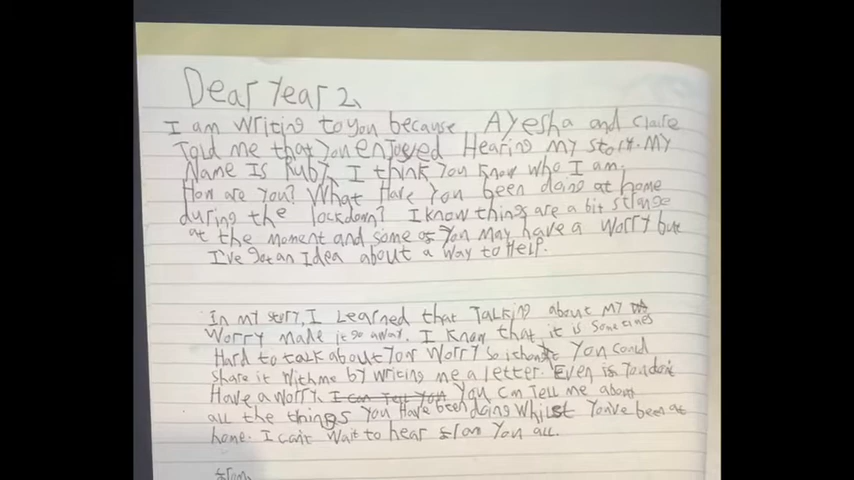 Dear Year 2,
I am writing to you because Ayesha and Claire
Told me that you enjoyed Hearing my story. My
Name Is Ruby, I think You know who I am.
How are you? What Have You been doing at home
during the lockdown? I know things are a bit strange
at the moment and some of You may have a worry but
I've got an Idea about a Way to Help.
In my story, I Learned that Talking about my
Worry made it go away. I know that it is sometimes
Hard to talk about your Worry so i You could
share it with me by writing me a letter. Even if You don't
Have a worry I can Tell You You can Tell me about
all the things You Have been doing whilst You've been at
home. I can't Wait to hear from You all.
from